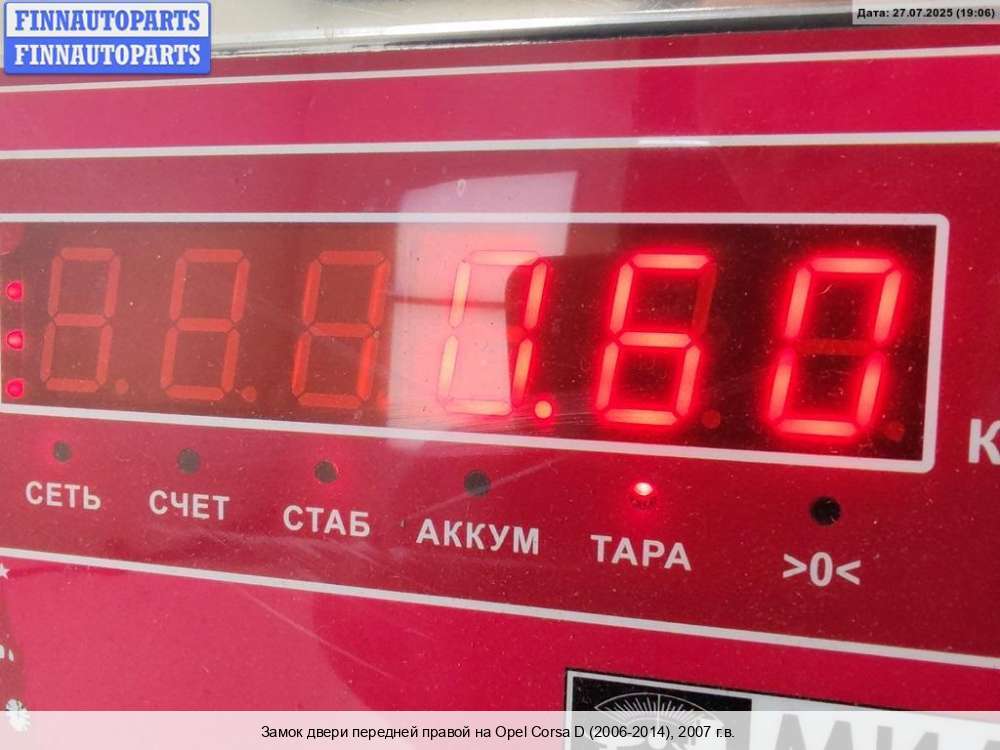 FINNAUTOPARTS
FINNAUTOPARTS
Дата: 27.07.2025 (19:06)
0.60
К
СЕТЬ
СЧЕТ
СТАБ
АККУМ
ТАРА
>0<
Замок двери передней правой на Opel Corsa D (2006-2014), 2007 г.в.